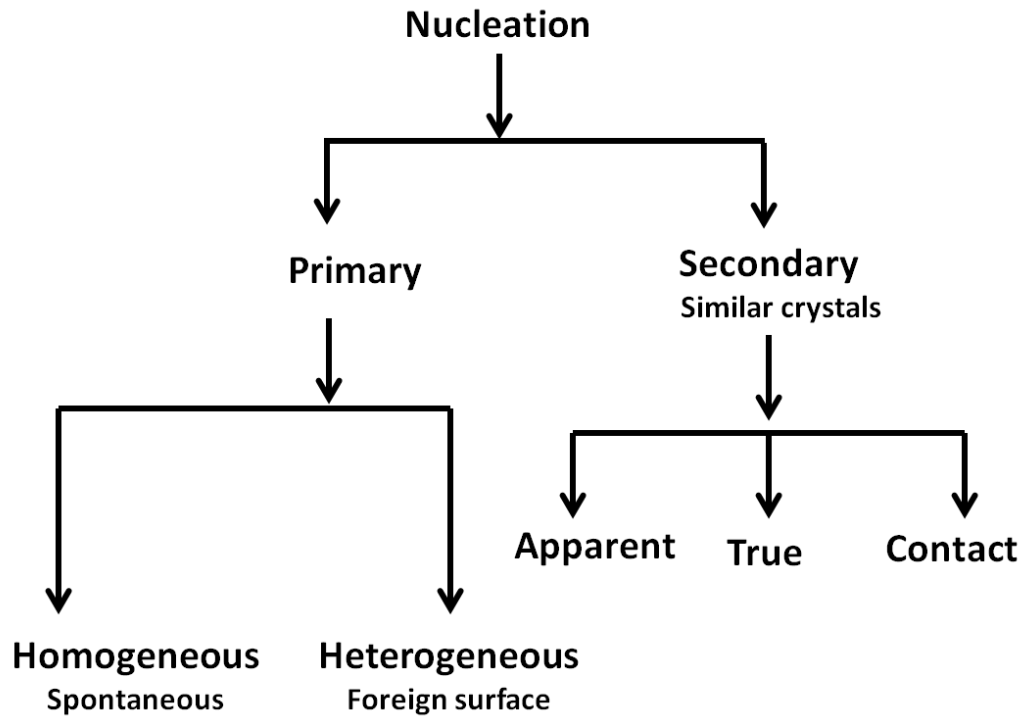 Nucleation
Primary
Secondary
Similar crystals
Apparent
True
Contact
Homogeneous
Spontaneous
Heterogeneous
Foreign surface